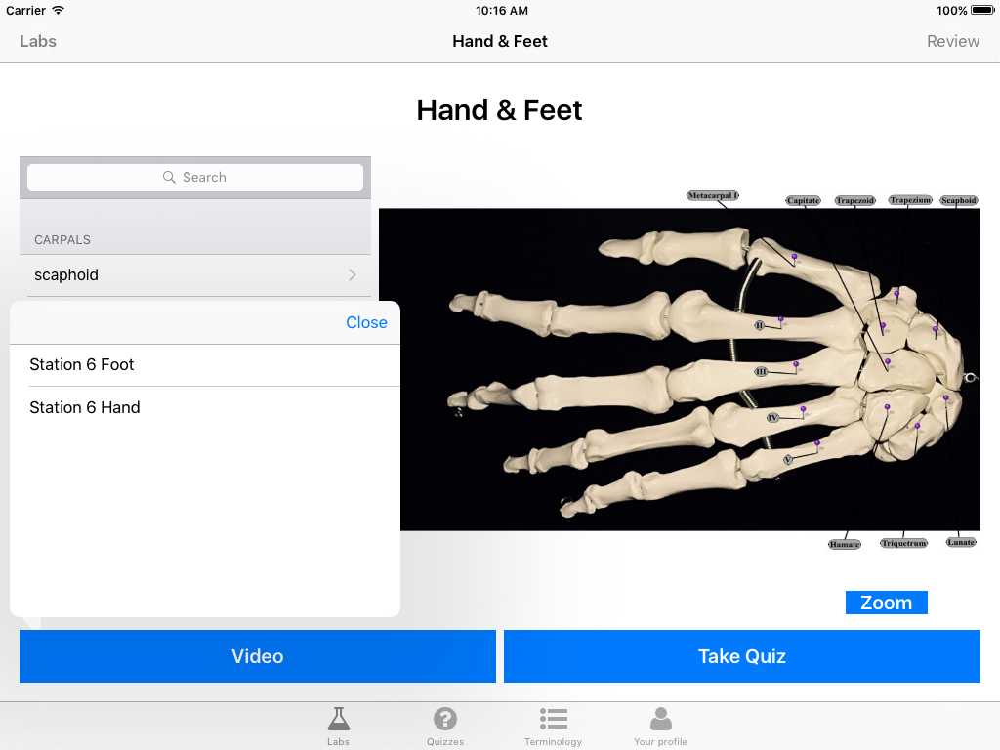 Carrier 10:16 AM 100%
Labs Hand & Feet Review
Hand & Feet
Search
CARPALS
scaphoid
Close
Station 6 Foot
Station 6 Hand
Metacarpal I Capitate Trapezoid Trapezium Scaphoid
II
III
IV
V
Hamate Triquetrum Lunate
Zoom
Video Take Quiz
Labs Quizzes Terminology Your profile